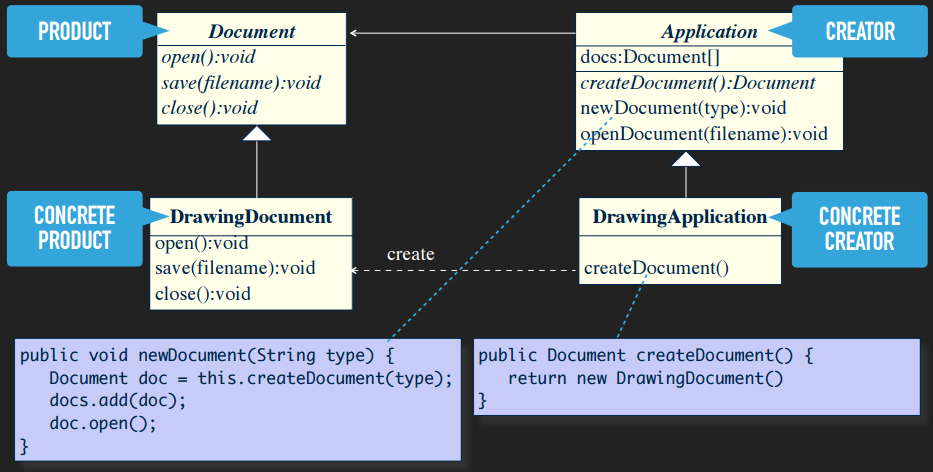 PRODUCT
Document
open():void
save(filename):void
close():void
Application
docs:Document[]
createDocument():Document
newDocument(type):void
openDocument(filename):void
CREATOR
CONCRETE
PRODUCT
DrawingDocument
open():void
save(filename):void
close():void
create
DrawingApplication
createDocument()
CONCRETE
CREATOR
public void newDocument(String type) {
Document doc = this.createDocument(type);
docs.add(doc);
doc.open();
}
public Document createDocument() {
return new DrawingDocument()
}